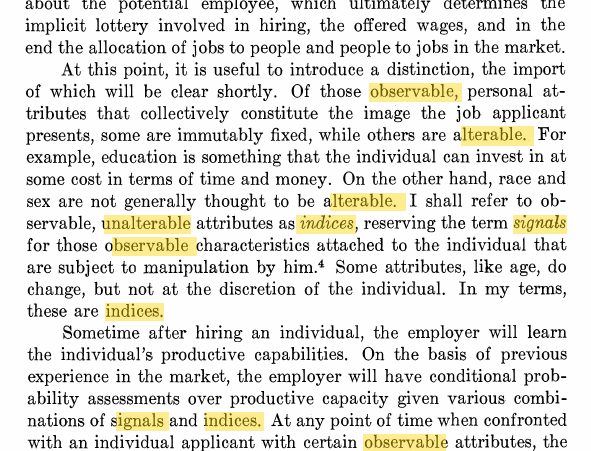 about the potential employee, which ultimately determines the
implicit lottery involved in hiring, the offered wages, and in the
end the allocation of jobs to people and people to jobs in the market.
At this point, it is useful to introduce a distinction, the import
of which will be clear shortly. Of those observable, personal at-
tributes that collectively constitute the image the job applicant
presents, some are immutably fixed, while others are alterable. For
example, education is something that the individual can invest in at
some cost in terms of time and money. On the other hand, race and
sex are not generally thought to be alterable. I shall refer to ob-
servable, unalterable attributes as indices, reserving the term signals
for those observable characteristics attached to the individual that
are subject to manipulation by him.⁴ Some attributes, like age, do
change, but not at the discretion of the individual. In my terms,
these are indices.
Sometime after hiring an individual, the employer will learn
the individual's productive capabilities. On the basis of previous
experience in the market, the employer will have conditional prob-
ability assessments over productive capacity given various combi-
nations of signals and indices. At any point of time when confronted
with an individual applicant with certain observable attributes, the